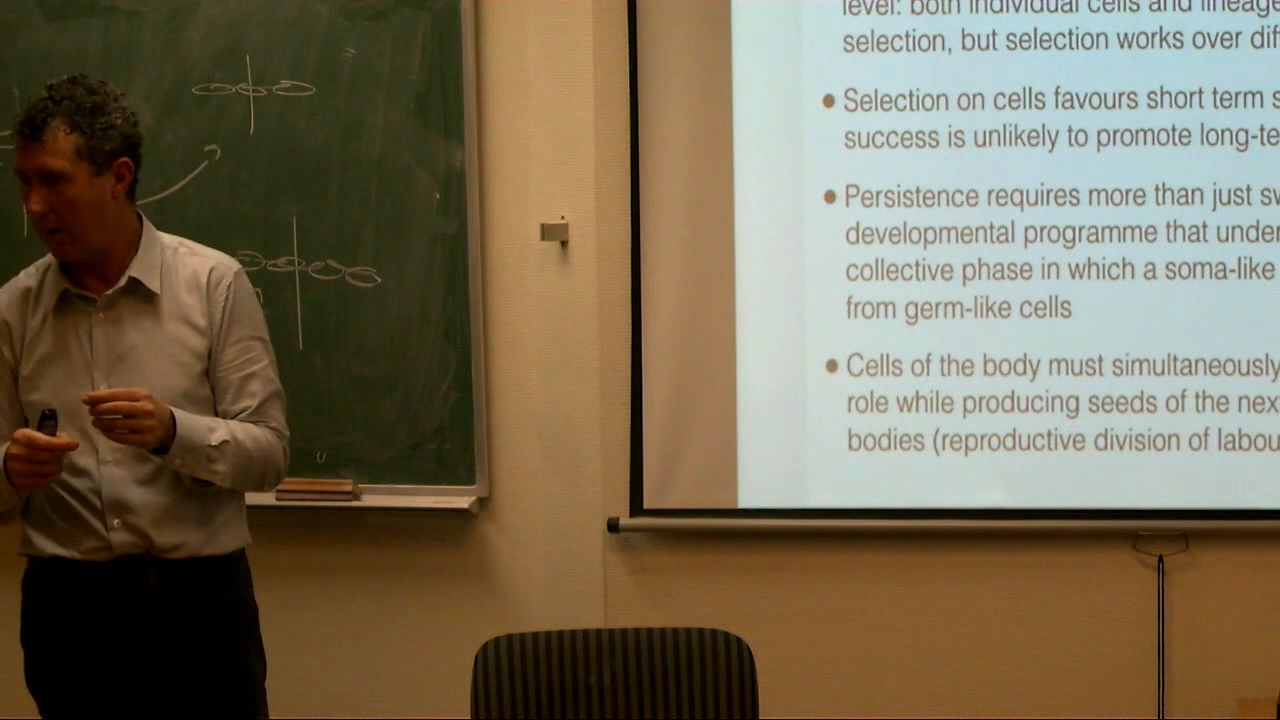 level: both individual cells and lineage
selection, but selection works over dif
• Selection on cells favours short term s
success is unlikely to promote long-te
• Persistence requires more than just sw
developmental programme that under
collective phase in which a soma-like
from germ-like cells
• Cells of the body must simultaneously
role while producing seeds of the nex
bodies (reproductive division of labou